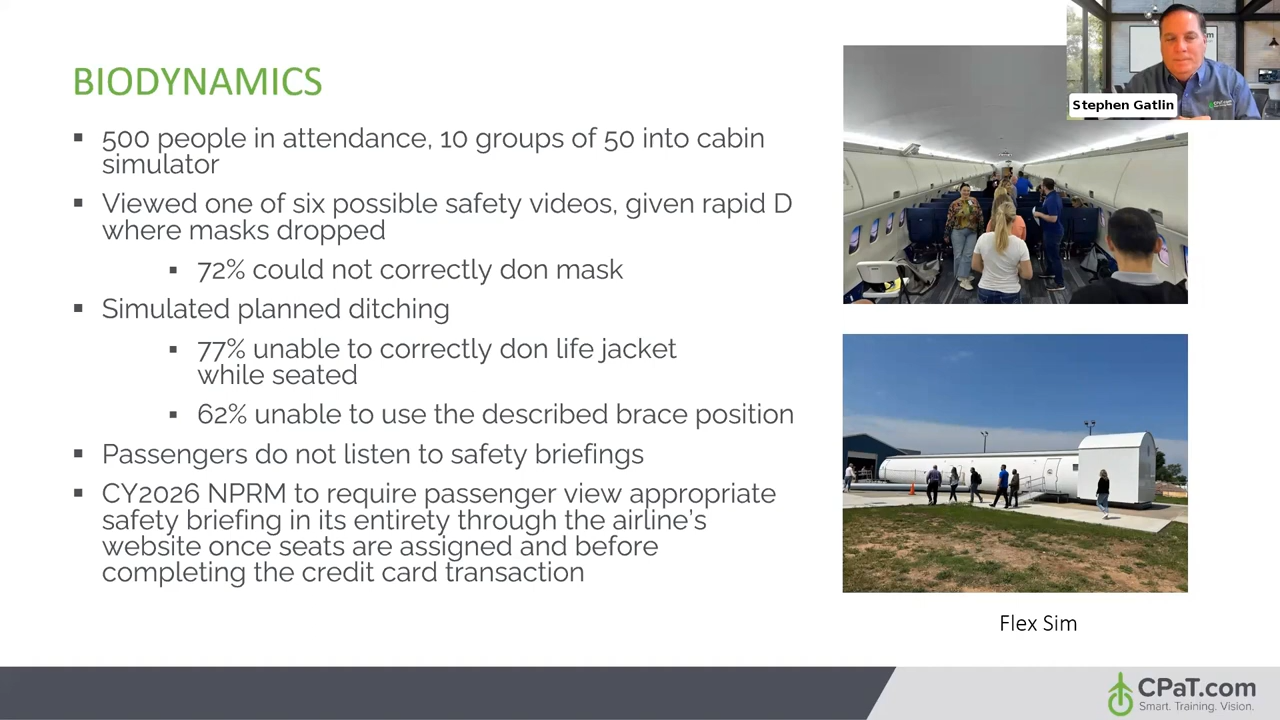 BIODYNAMICS
▪ 500 people in attendance, 10 groups of 50 into cabin
simulator
▪ Viewed one of six possible safety videos, given rapid D
where masks dropped
▪ 72% could not correctly don mask
▪ Simulated planned ditching
▪ 77% unable to correctly don life jacket
while seated
▪ 62% unable to use the described brace position
▪ Passengers do not listen to safety briefings
▪ CY2026 NPRM to require passenger view appropriate
safety briefing in its entirety through the airline's
website once seats are assigned and before
completing the credit card transaction
Stephen Gatlin
Flex Sim
CPaT.com
Smart. Training. Vision.